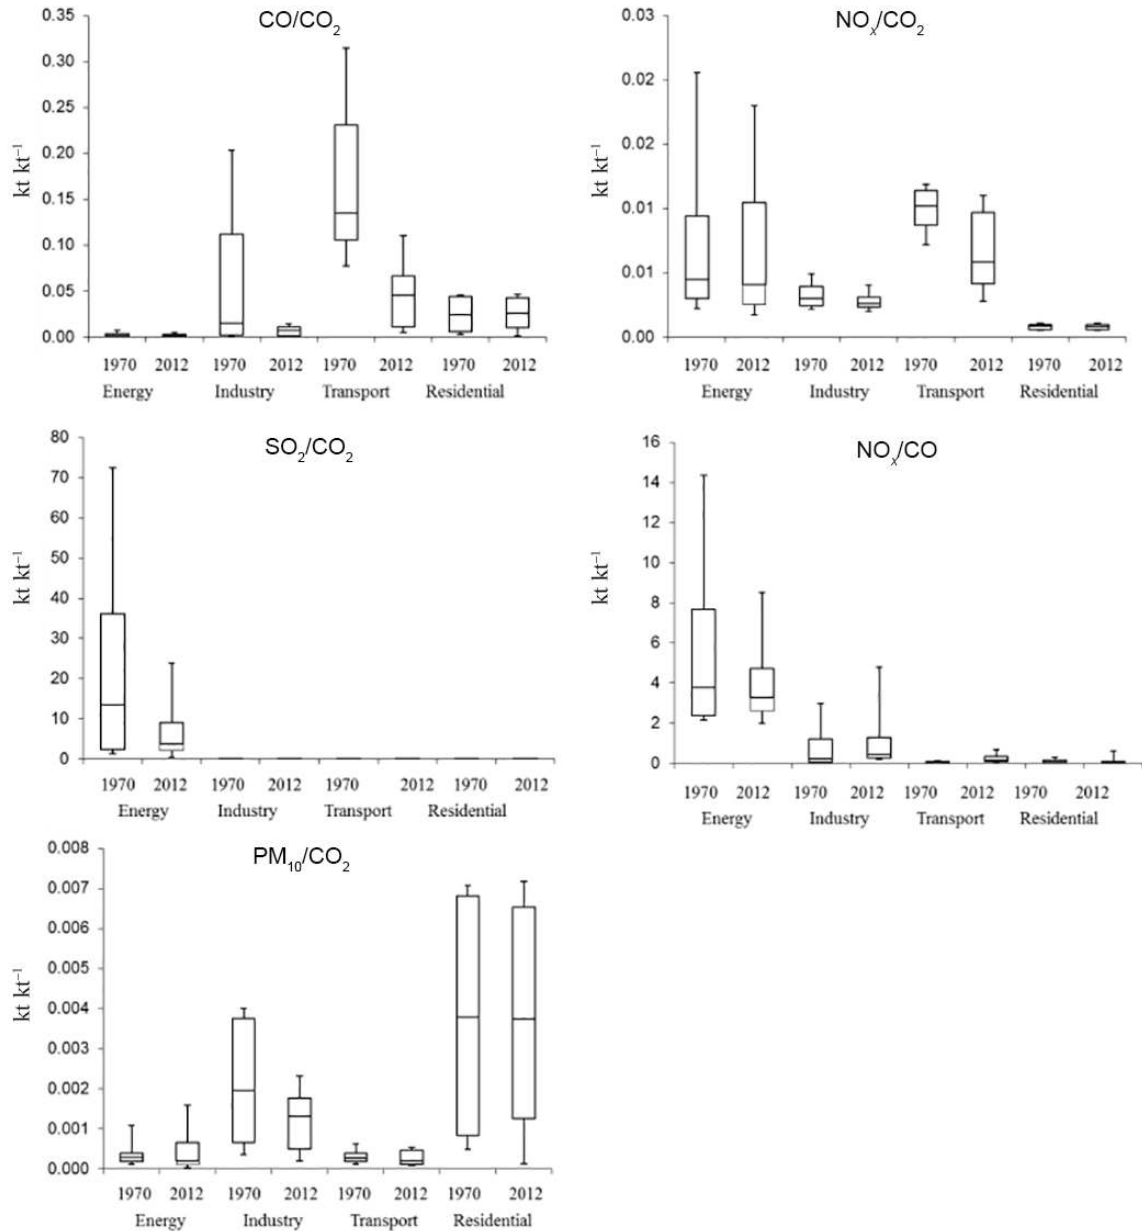 CO/CO2
kt kt−1
0.35
0.30
0.25
0.20
0.15
0.10
0.05
0.00
1970 2012 1970 2012 1970 2012 1970 2012
Energy Industry Transport Residential
NOx/CO2
kt kt−1
0.03
0.02
0.02
0.01
0.01
0.00
1970 2012 1970 2012 1970 2012 1970 2012
Energy Industry Transport Residential
SO2/CO2
kt kt−1
80
70
60
50
40
30
20
10
0
1970 2012 1970 2012 1970 2012 1970 2012
Energy Industry Transport Residential
NOx/CO
kt kt−1
16
14
12
10
8
6
4
2
0
1970 2012 1970 2012 1970 2012 1970 2012
Energy Industry Transport Residential
PM10/CO2
kt kt−1
0.008
0.007
0.006
0.005
0.004
0.003
0.002
0.001
0.000
1970 2012 1970 2012 1970 2012 1970 2012
Energy Industry Transport Residential